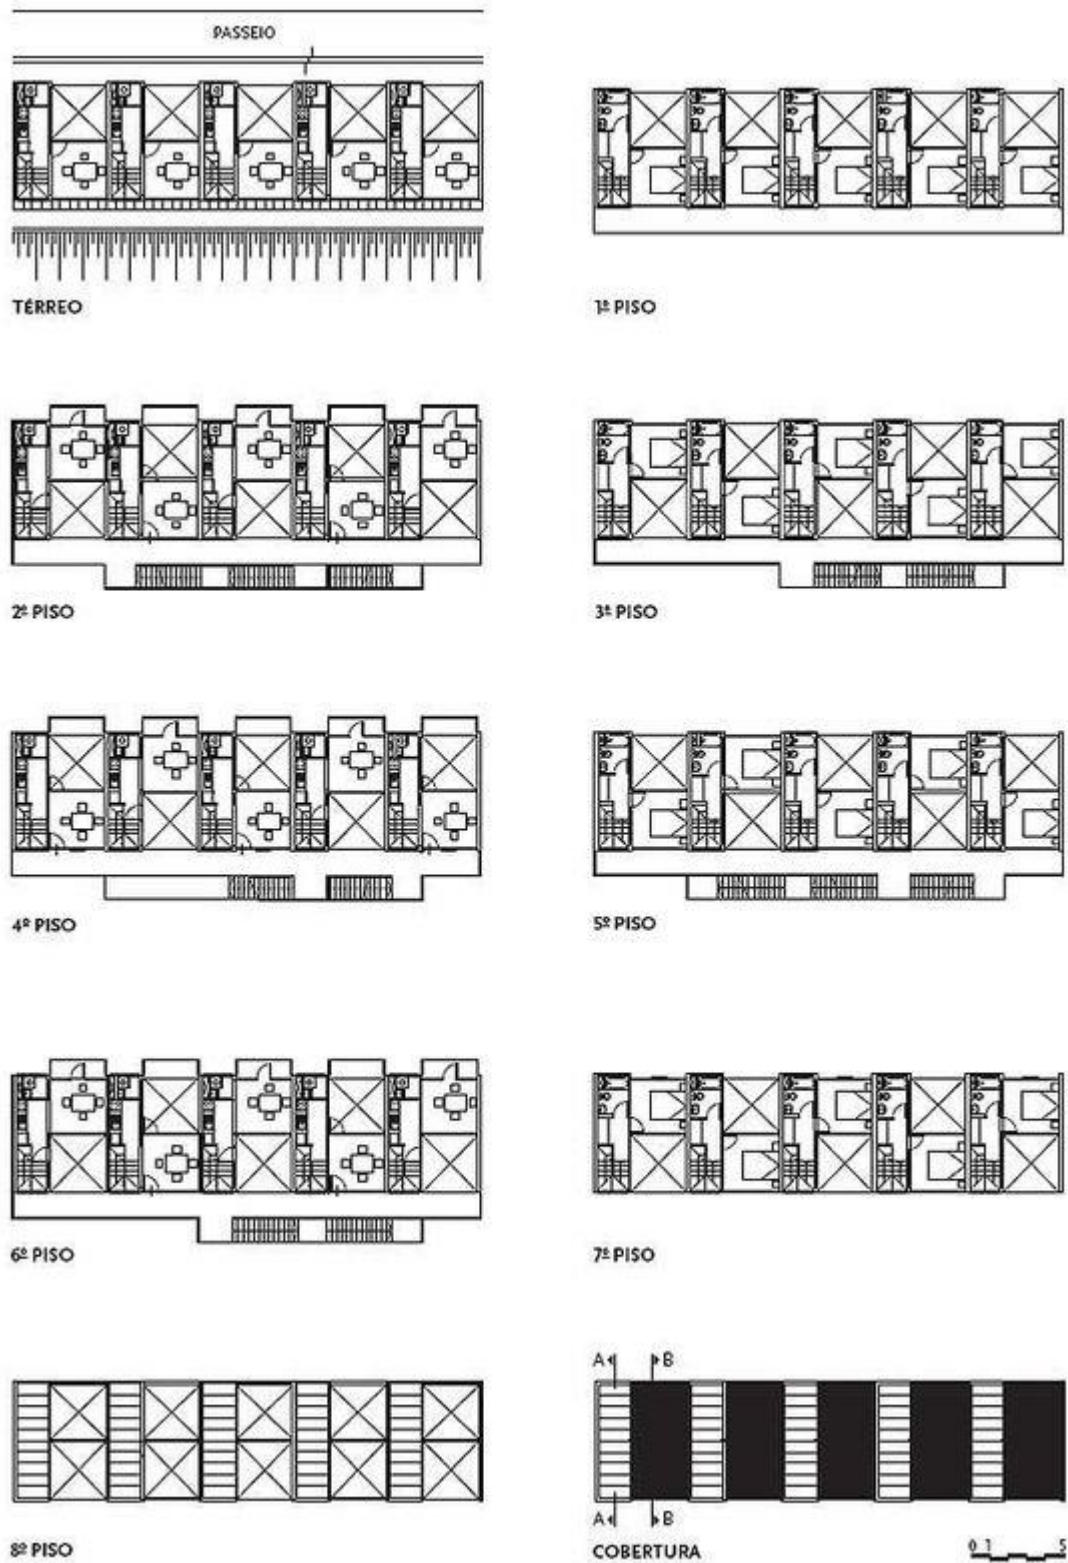 PASSEIO
TÉRREO
1º PISO
2º PISO
3º PISO
4º PISO
5º PISO
6º PISO
7º PISO
8º PISO
A B
A B
COBERTURA
0 1 5